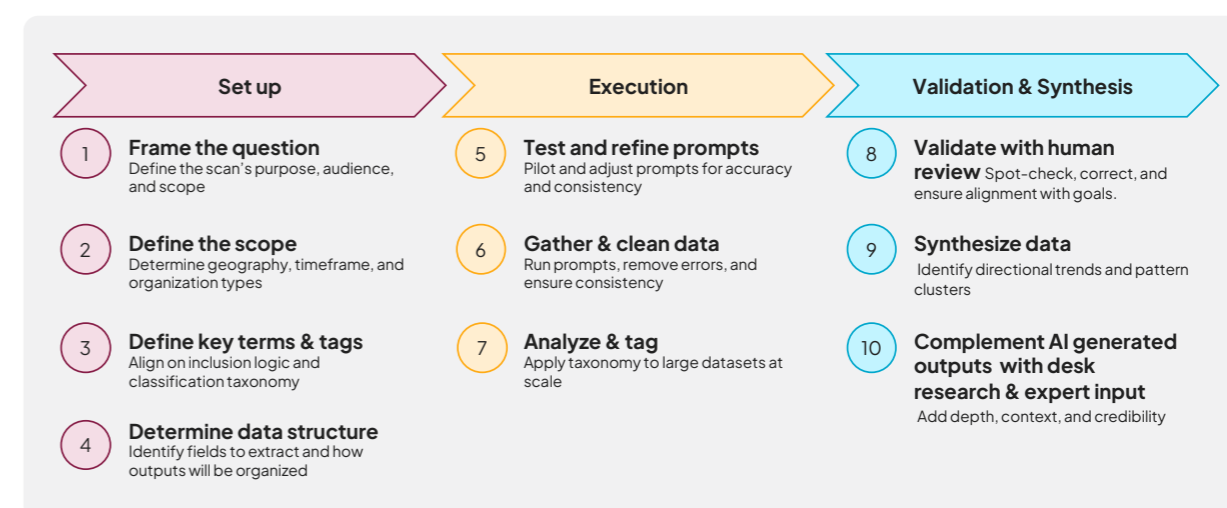 Set up
1
Frame the question
Define the scan's purpose, audience,
and scope
2
Define the scope
Determine geography, timeframe, and
organization types
3
Define key terms & tags
Align on inclusion logic and
classification taxonomy
4
Determine data structure
Identify fields to extract and how
outputs will be organized
Execution
5
Test and refine prompts
Pilot and adjust prompts for accuracy
and consistency
6
Gather & clean data
Run prompts, remove errors, and
ensure consistency
7
Analyze & tag
Apply taxonomy to large datasets at
scale
Validation & Synthesis
8
Validate with human
review Spot-check, correct, and
ensure alignment with goals.
9
Synthesize data
Identify directional trends and pattern
clusters
10
Complement AI generated
outputs with desk
research & expert input
Add depth, context, and credibility